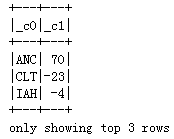 +---+---+
|_c0|_c1|
+---+---+
|ANC| 70|
|CLT|-23|
|IAH| -4|
+---+---+
only showing top 3 rows